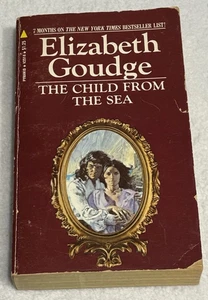 7 MONTHS ON THE NEW YORK TIMES BESTSELLER LIST!
Elizabeth
Goudge
THE CHILD FROM
THE SEA